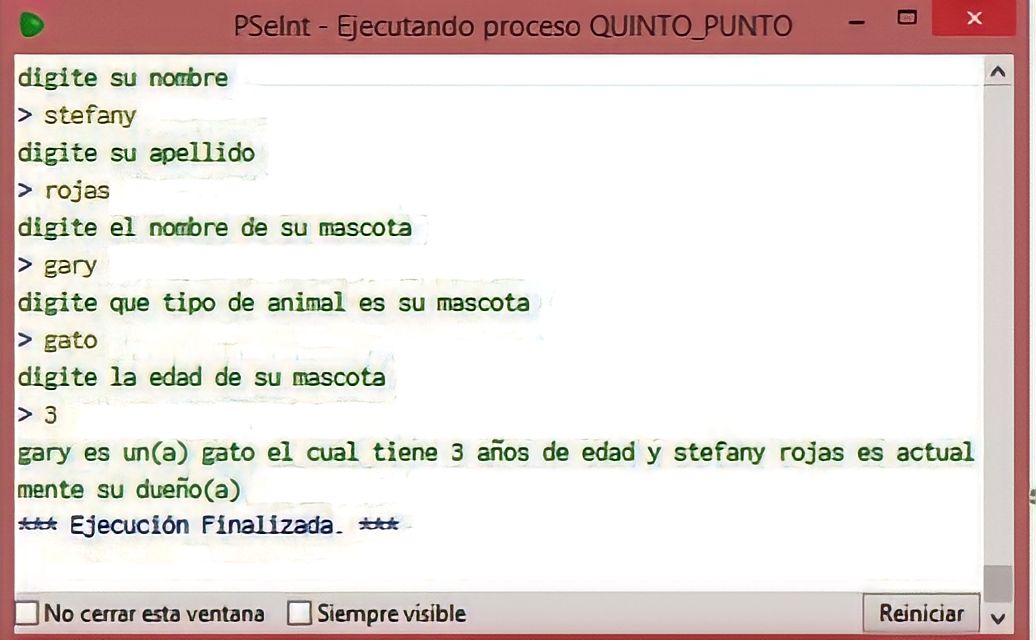 PSeInt - Ejecutando proceso QUINTO_PUNTO
digite su nombre
> stefany
digite su apellido
> rojas
digite el nombre de su mascota
> gary
digite que tipo de animal es su mascota
> gato
digite la edad de su mascota
> 3
gary es un(a) gato el cual tiene 3 años de edad y stefany rojas es actual
mente su dueño(a)
*** Ejecución Finalizada. ***
No cerrar esta ventana Siempre visible Reiniciar